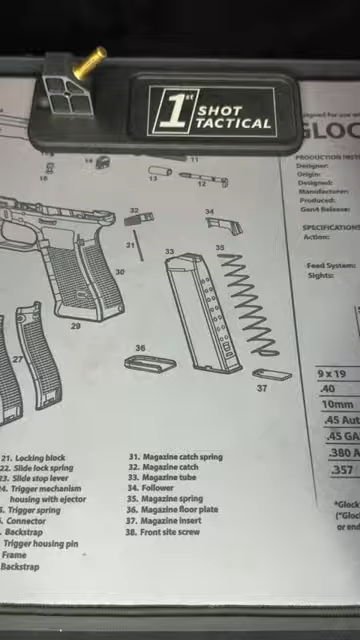 1st SHOT
TACTICAL
GLOC
PRODUCTION
Designer:
Origin:
Designed:
Manufacturer:
Produced:
Gen4 Release:
SPECIFICATIONS
Action:
Feed System:
Sights:
11
13
12
32
34
31
33
35
30
29
36
27
37
9 x 19
.40
10mm
.45 Aut
.45 GA
.380 A
.357
21. Locking block
22. Slide lock spring
23. Slide stop lever
24. Trigger mechanism
housing with ejector
Trigger spring
Connector
Backstrap
Trigger housing pin
Frame
Backstrap
31. Magazine catch spring
32. Magazine catch
33. Magazine tube
34. Follower
35. Magazine spring
36. Magazine floor plate
37. Magazine insert
38. Front site screw
*Glock
("Gloc
or end